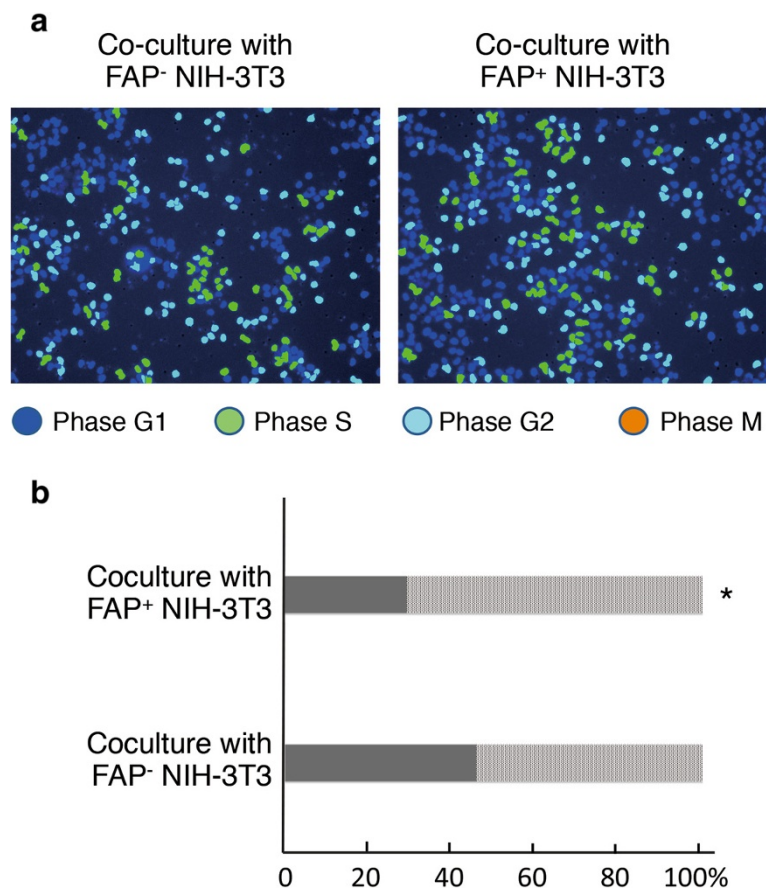 a
Co-culture with
FAP⁻ NIH-3T3
Co-culture with
FAP⁺ NIH-3T3
Phase G1
Phase S
Phase G2
Phase M
b
Coculture with
FAP⁺ NIH-3T3
*
Coculture with
FAP⁻ NIH-3T3
0 20 40 60 80 100%